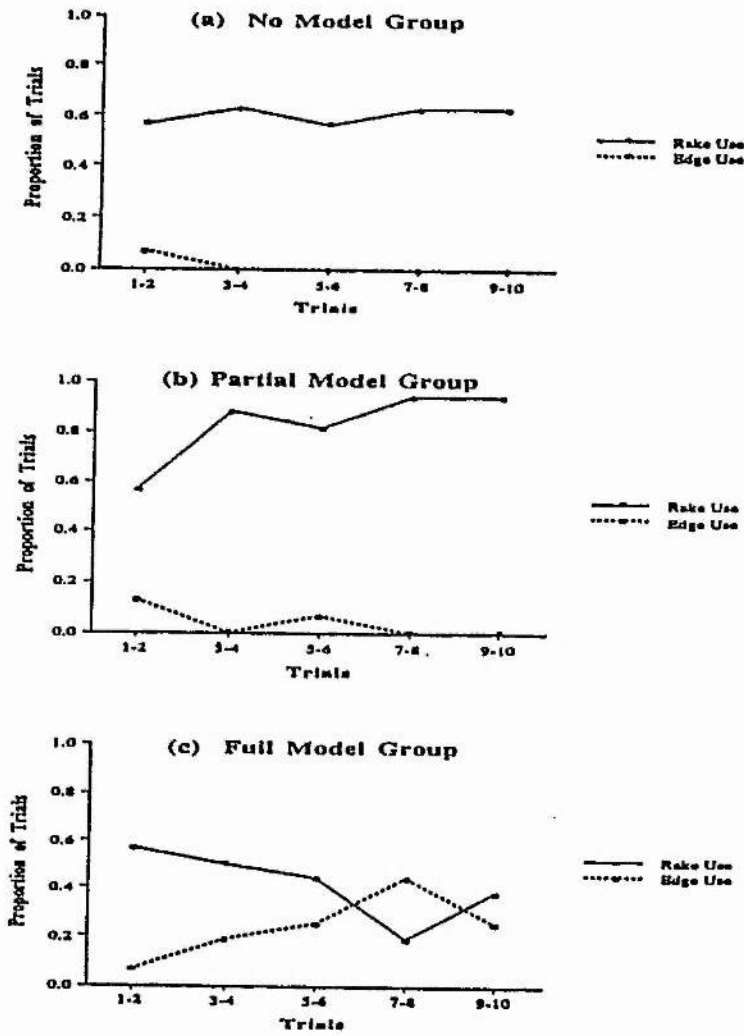 (a) No Model Group
1.0
0.8
0.6
0.4
0.2
0.0
Proportion of Trials
1-2 3-4 5-6 7-8 9-10
Trials
Rake Use
Edge Use
(b) Partial Model Group
1.0
0.8
0.6
0.4
0.2
0.0
Proportion of Trials
1-2 3-4 5-6 7-8 9-10
Trials
Rake Use
Edge Use
(c) Full Model Group
1.0
0.8
0.6
0.4
0.2
0.0
Proportion of Trials
1-2 3-4 5-6 7-8 9-10
Trials
Rake Use
Edge Use